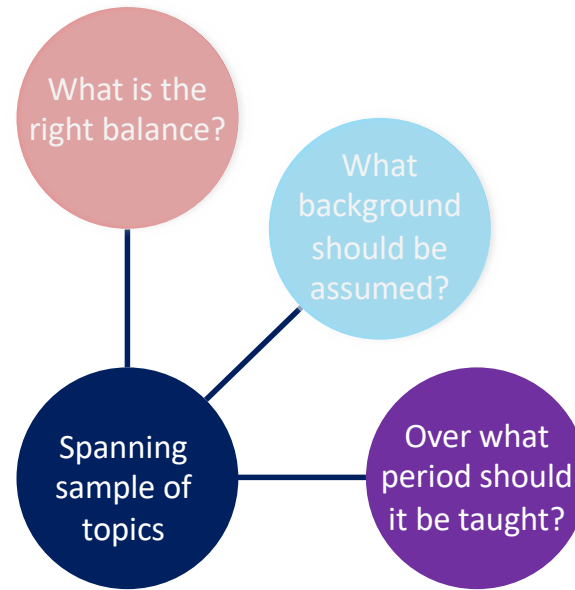 What is the
right balance?
What
background
should be
assumed?
Spanning
sample of
topics
Over what
period should
it be taught?